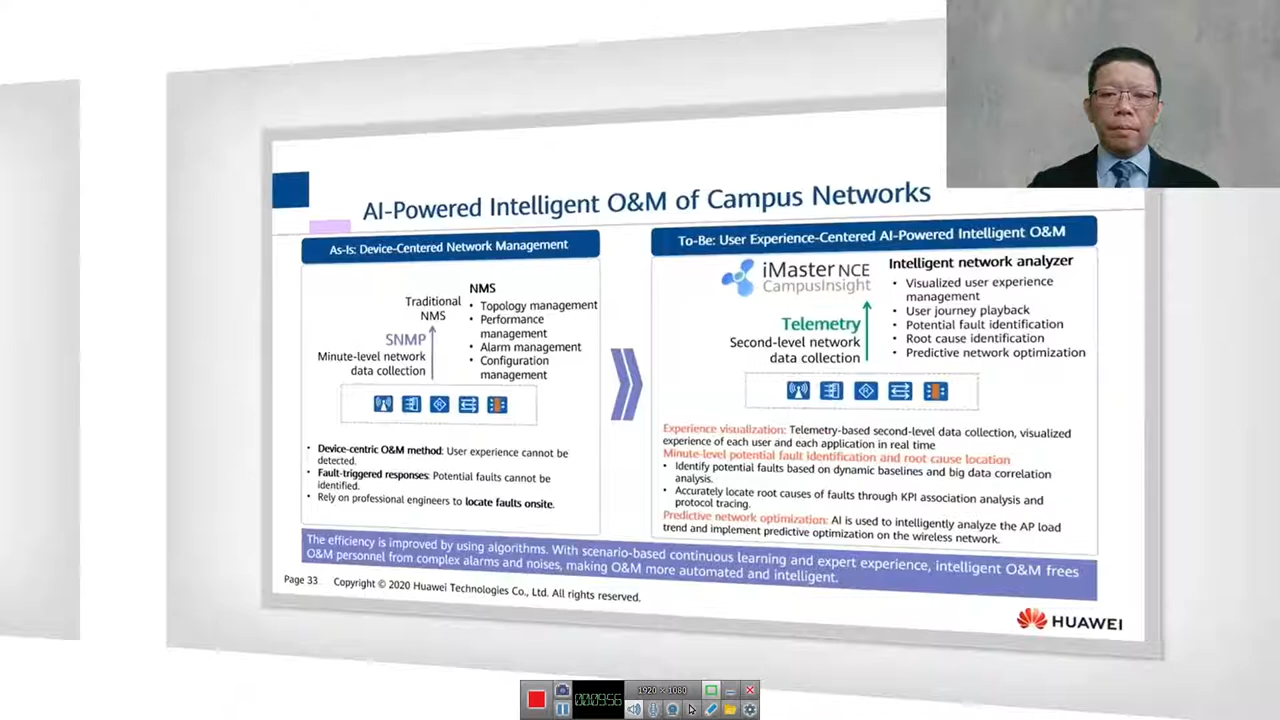 AI-Powered Intelligent O&M of Campus Networks
As-Is: Device-Centered Network Management
Traditional
NMS
SNMP
Minute-level network
data collection
NMS
• Topology management
• Performance
management
• Alarm management
• Configuration
management
• Device-centric O&M method: User experience cannot be
detected.
• Fault-triggered responses: Potential faults cannot be
identified.
• Rely on professional engineers to locate faults onsite.
To-Be: User Experience-Centered AI-Powered Intelligent O&M
iMaster NCE
CampusInsight
Telemetry
Second-level network
data collection
Intelligent network analyzer
• Visualized user experience
management
• User journey playback
• Potential fault identification
• Root cause identification
• Predictive network optimization
Experience visualization: Telemetry-based second-level data collection, visualized
experience of each user and each application in real time
Minute-level potential fault identification and root cause location
• Identify potential faults based on dynamic baselines and big data correlation
analysis.
• Accurately locate root causes of faults through KPI association analysis and
protocol tracing.
Predictive network optimization: AI is used to intelligently analyze the AP load
trend and implement predictive optimization on the wireless network.
The efficiency is improved by using algorithms. With scenario-based continuous learning and expert experience, intelligent O&M frees
O&M personnel from complex alarms and noises, making O&M more automated and intelligent.
Page 33 Copyright © 2020 Huawei Technologies Co., Ltd. All rights reserved.
HUAWEI
1920 × 1080